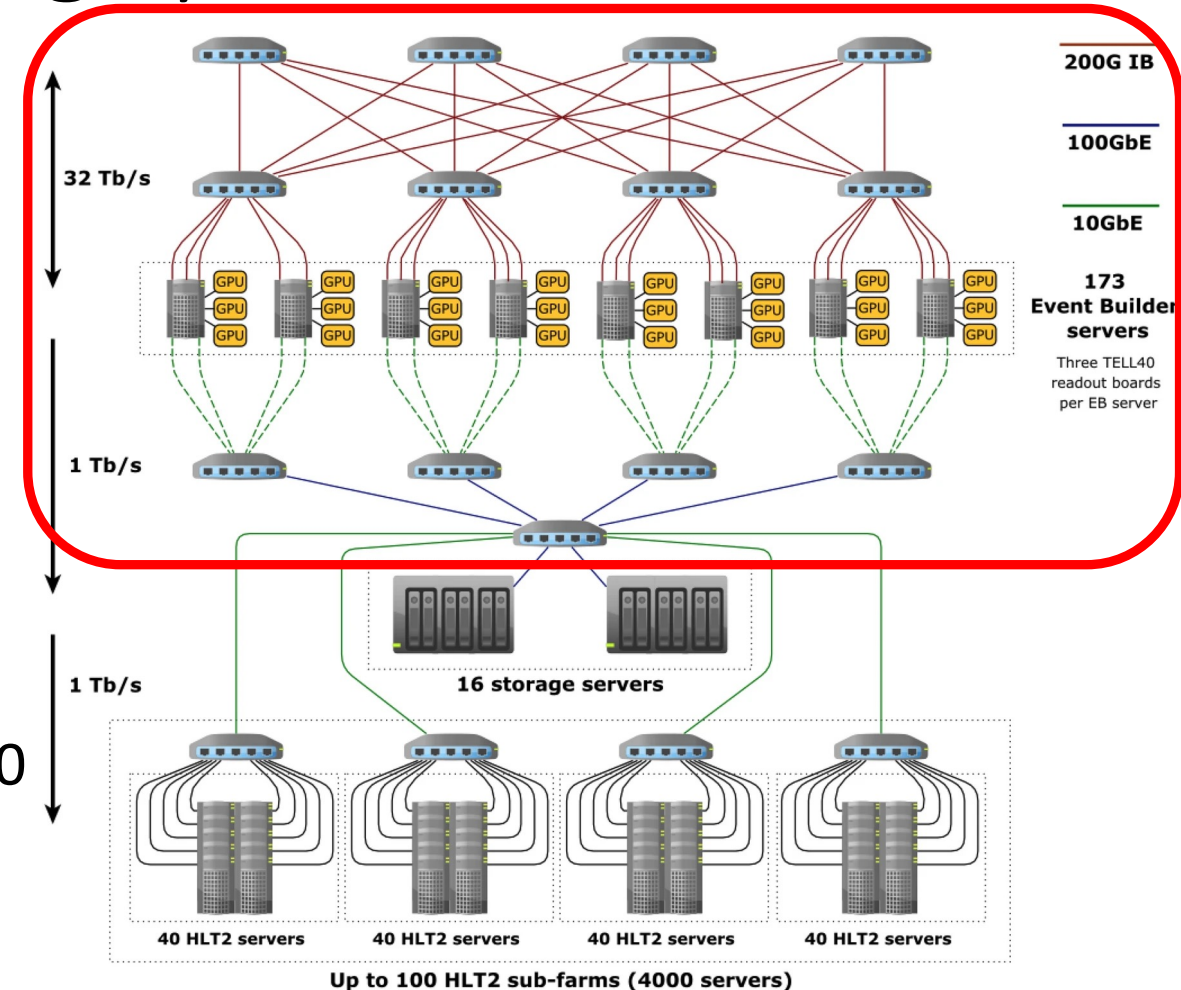 200G IB
100GbE
32 Tb/s
10GbE
GPU GPU GPU GPU GPU GPU GPU GPU
GPU GPU GPU GPU GPU GPU GPU GPU
GPU GPU GPU GPU GPU GPU GPU GPU
173
Event Builder
servers
Three TELL40
readout boards
per EB server
1 Tb/s
1 Tb/s
16 storage servers
0
40 HLT2 servers
40 HLT2 servers
40 HLT2 servers
40 HLT2 servers
Up to 100 HLT2 sub-farms (4000 servers)